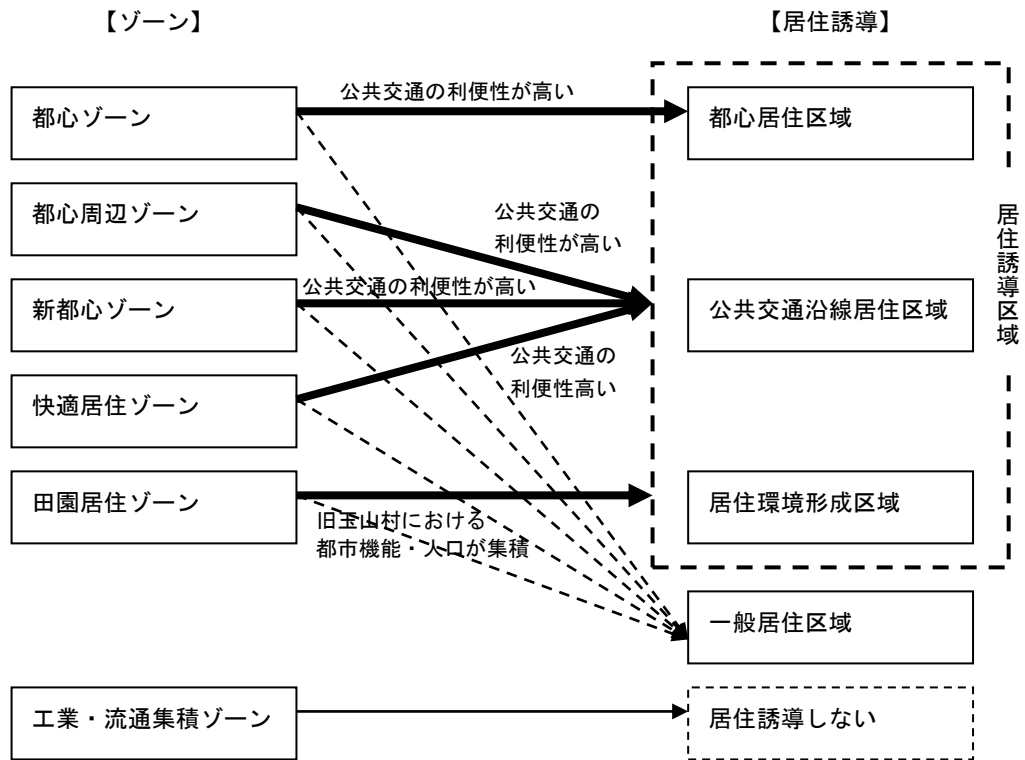 【ゾーン】
【居住誘導】
公共交通の利便性が高い
都心ゾーン
都心居住区域
都心周辺ゾーン
公共交通の
利便性が高い
居住誘導区域
公共交通の利便性が高い
新都心ゾーン
公共交通沿線居住区域
公共交通の
利便性高い
快適居住ゾーン
田園居住ゾーン
居住環境形成区域
旧玉山村における
都市機能・人口が集積
一般居住区域
工業・流通集積ゾーン
居住誘導しない